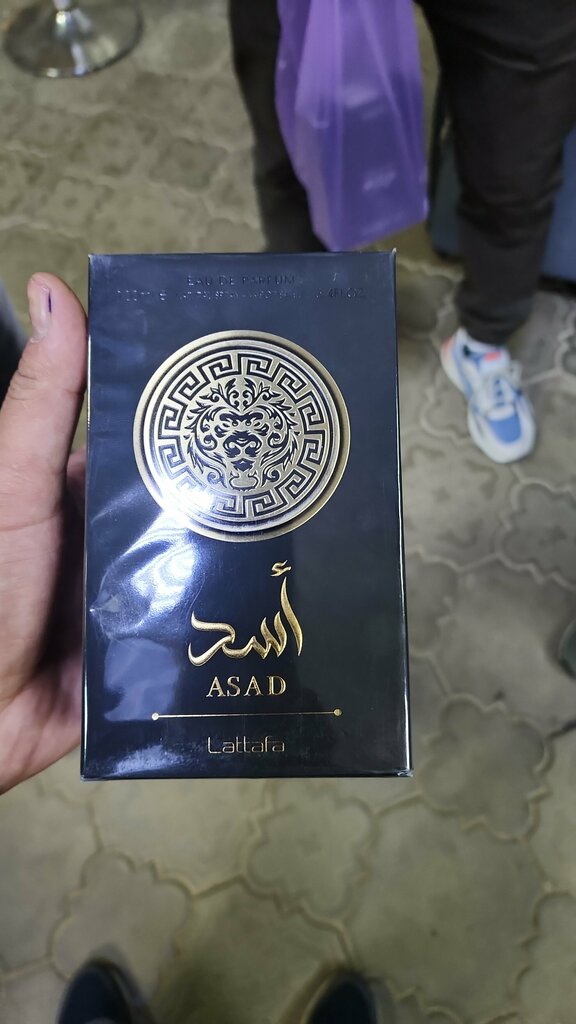 EAU DE PARFUM
أسد
ASAD
Lattafa